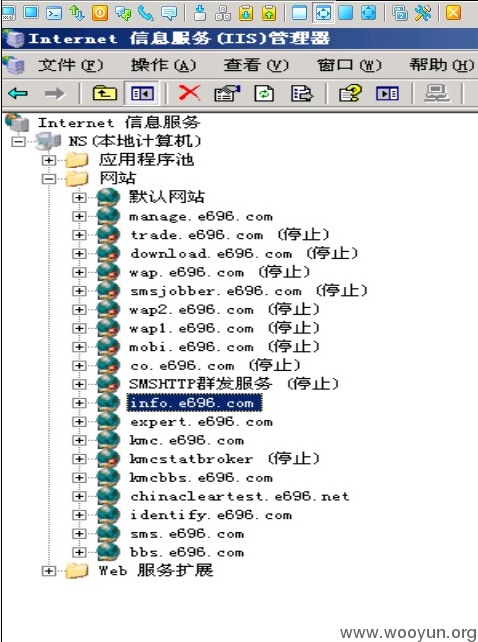 Internet 信息服务(IIS)管理器
文件(F) 操作(A) 查看(V) 窗口(W) 帮助(H)
Internet 信息服务
NS(本地计算机)
应用程序池
网站
默认网站
manage.e696.com
trade.e696.com (停止)
download.e696.com (停止)
wap.e696.com (停止)
smsjobber.e696.com (停止)
wap2.e696.com (停止)
wap1.e696.com (停止)
mobi.e696.com (停止)
co.e696.com (停止)
SMSHTTP群发服务 (停止)
info.e696.com
expert.e696.com
kmc.e696.com
kmcstatbroker (停止)
kmcbbs.e696.com
chinacleartest.e696.net
identify.e696.com
sms.e696.com
bbs.e696.com
Web 服务扩展
www.wooyun.org